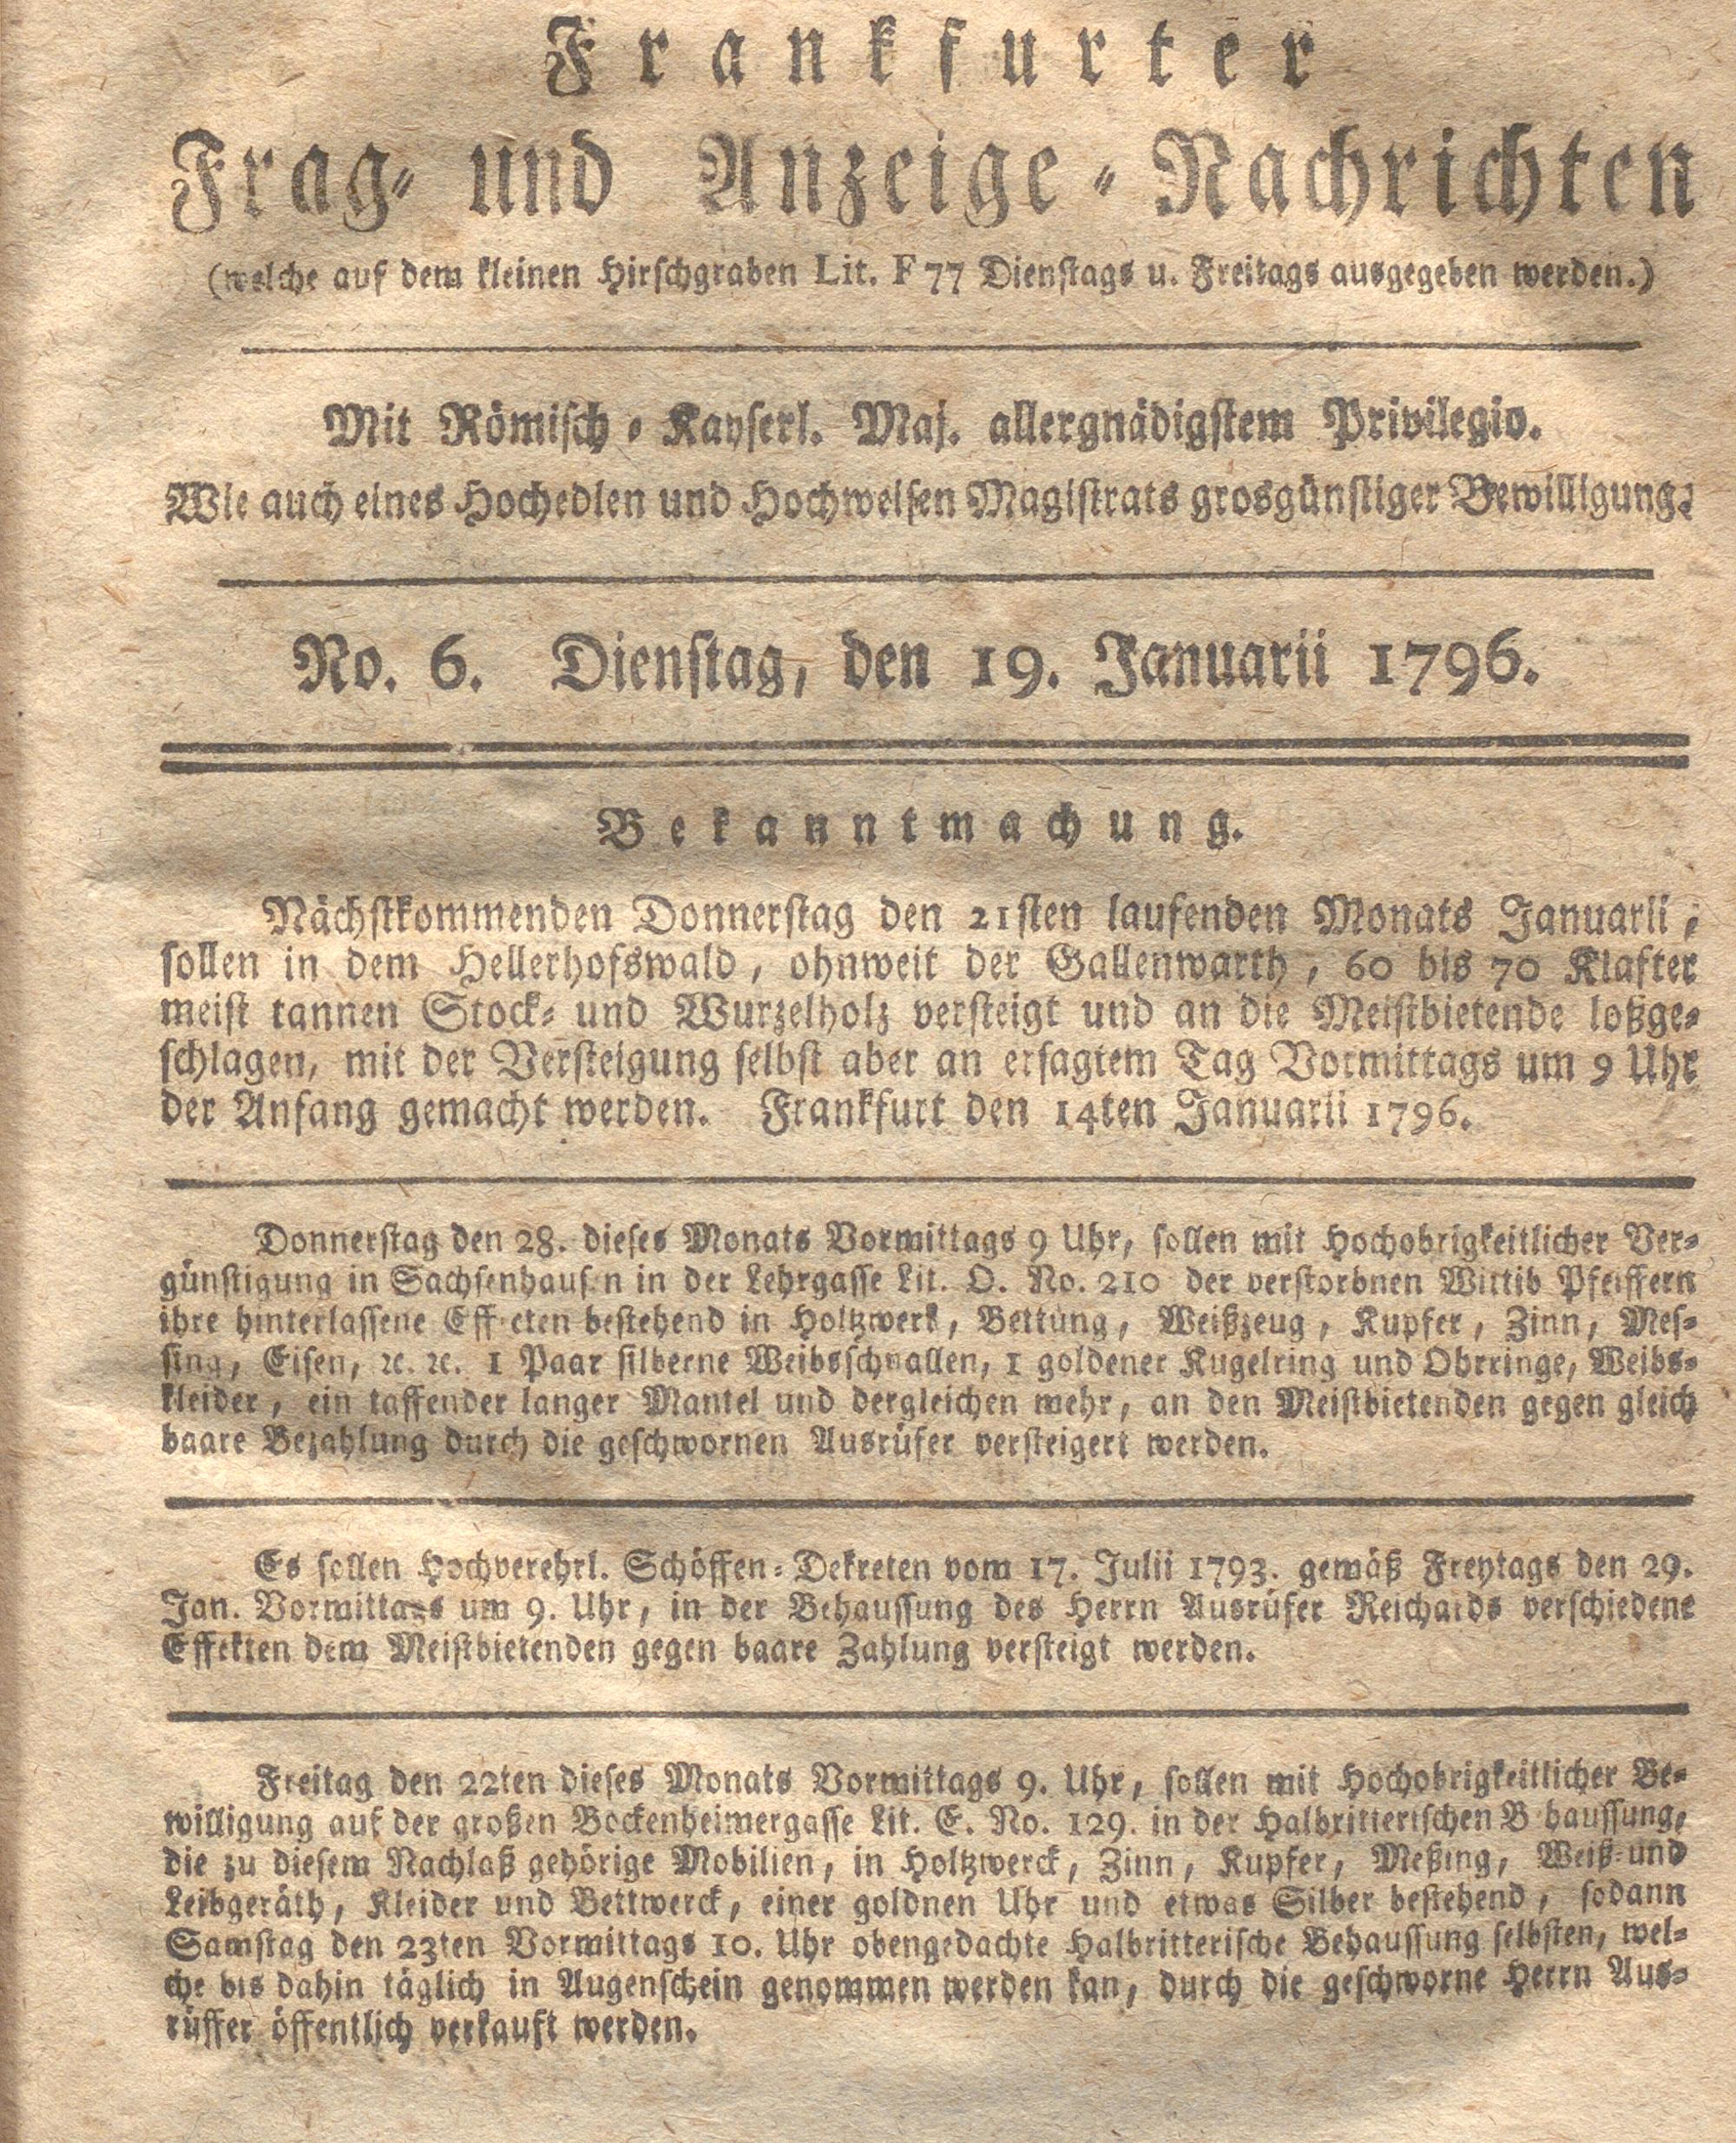 Frankfurter
Frag- und Anzeige-Nachrichten
(welche auf dem kleinen Hirschgraben Lit. F 77 Dienstags u. Freitags ausgegeben werden.)
Mit Römisch-Kayserl. Maj. allergnädigstem Privilegio.
Wie auch eines Hochedlen und Hochweisen Magistrats grosgünstiger Bewilligung.
No. 6. Dienstag, den 19. Januarii 1796.
Bekanntmachung.
Nächstkommenden Donnerstag den 21sten laufenden Monats Januarii,
sollen in dem Hellerhofswald, ohnweit der Gallenwarth, 60 bis 70 Klafter
meist tannen Stock- und Wurzelholz versteigt und an die Meistbietende loßge-
schlagen, mit der Versteigung selbst aber an ersagtem Tag Vormittags um 9 Uhr
der Anfang gemacht werden. Frankfurt den 14ten Januarii 1796.
Donnerstag den 28. dieses Monats Vormittags 9 Uhr, sollen mit Hochobrigkeitlicher Ver-
günstigung in Sachsenhausen in der Lehrgasse Lit. O. No. 210 der verstorbnen Wittib Pfeiffern
ihre hinterlassene Effecten bestehend in Holtzwerk, Bettung, Weißzeug, Kupfer, Zinn, Mes-
sing, Eisen, ꝛc. ꝛc. 1 Paar silberne Weibsschnallen, 1 goldener Kugelring und Ohrringe, Weibs-
kleider, ein taffender langer Mantel und dergleichen mehr, an den Meistbietenden gegen gleich
baare Bezahlung durch die geschwornen Ausrüfer versteigert werden.
Es sollen Hochverehrl. Schöffen-Dekreten vom 17. Julii 1793. gemäß Freytags den 29.
Jan. Vormittags um 9. Uhr, in der Behaussung des Herrn Ausrüfer Reichards verschiedene
Effekten dem Meistbietenden gegen baare Zahlung versteigt werden.
Freitag den 22ten dieses Monats Vormittags 9. Uhr, sollen mit Hochobrigkeitlicher Be-
willigung auf der großen Bockenheimergasse Lit. E. No. 129. in der Halbritterischen Behaussung,
die zu diesem Nachlaß gehörige Mobilien, in Holtzwerck, Zinn, Kupfer, Meßing, Weiß-und
Leibgeräth, Kleider und Bettwerck, einer goldnen Uhr und etwas Silber bestehend, sodann
Samstag den 23ten Vormittags 10. Uhr obengedachte Halbritterische Behaussung selbsten, wel-
che bis dahin täglich in Augenschein genommen werden kan, durch die geschworne Herrn Aus-
rüffer öffentlich verkauft werden.